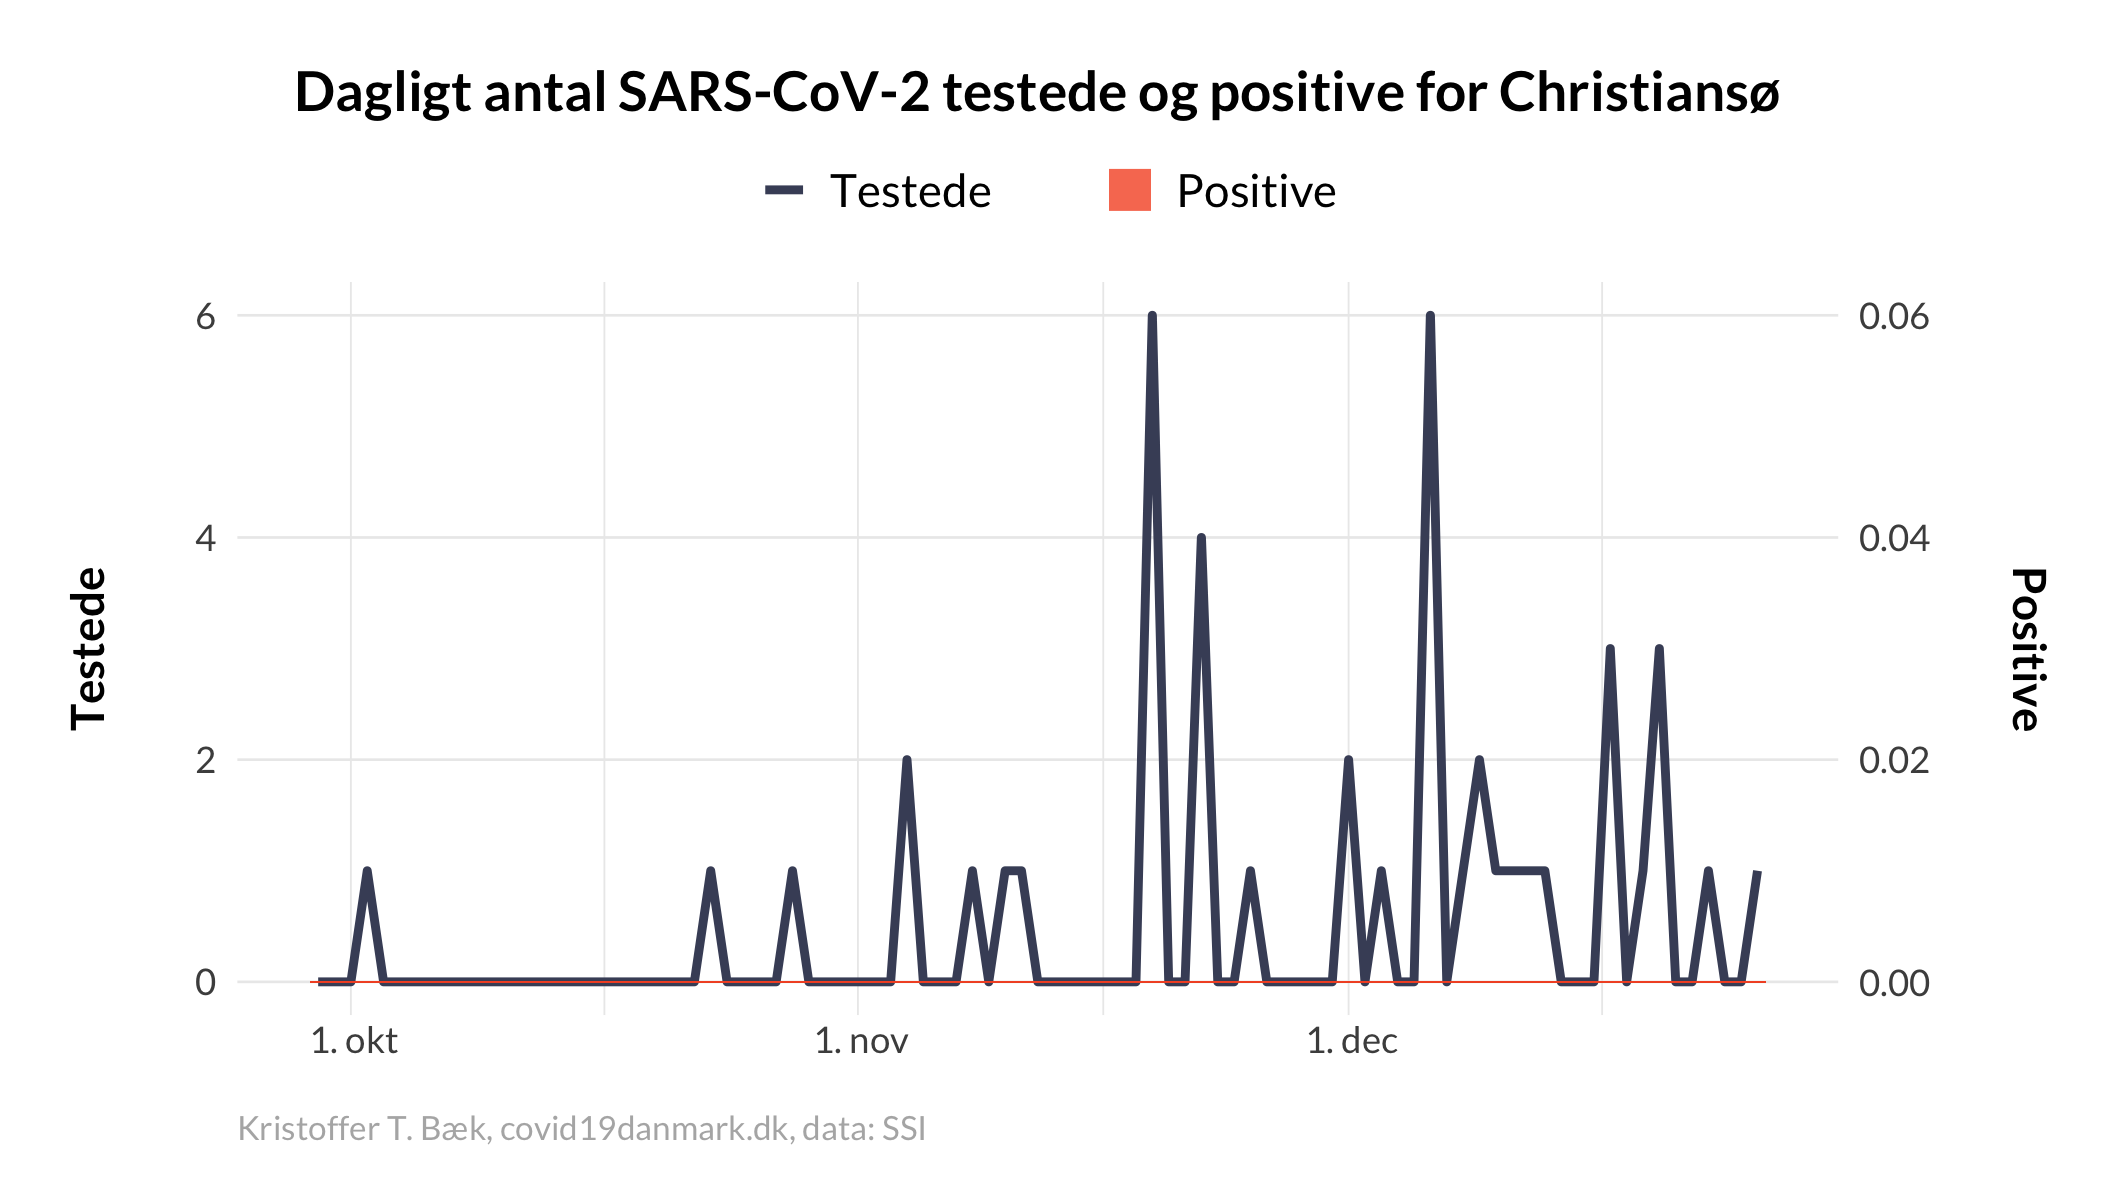 Dagligt antal SARS-CoV-2 testede og positive for Christiansø
Testede
Positive
6
4
2
0
Testede
0.06
0.04
0.02
0.00
Positive
1. okt
1. nov
1. dec
Kristoffer T. Bæk, covid19danmark.dk, data: SSI